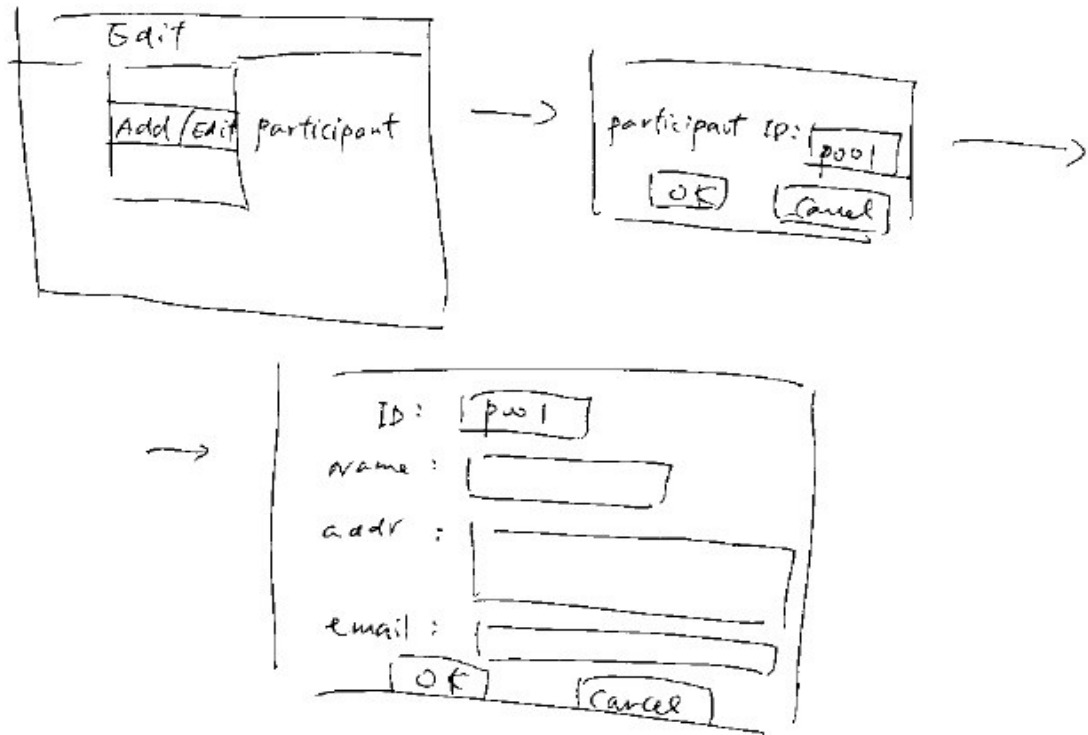 Edit
Add/Edit participant
participant ID: p001
OK Cancel
ID: p001
Name:
addr:
email:
OK Cancel